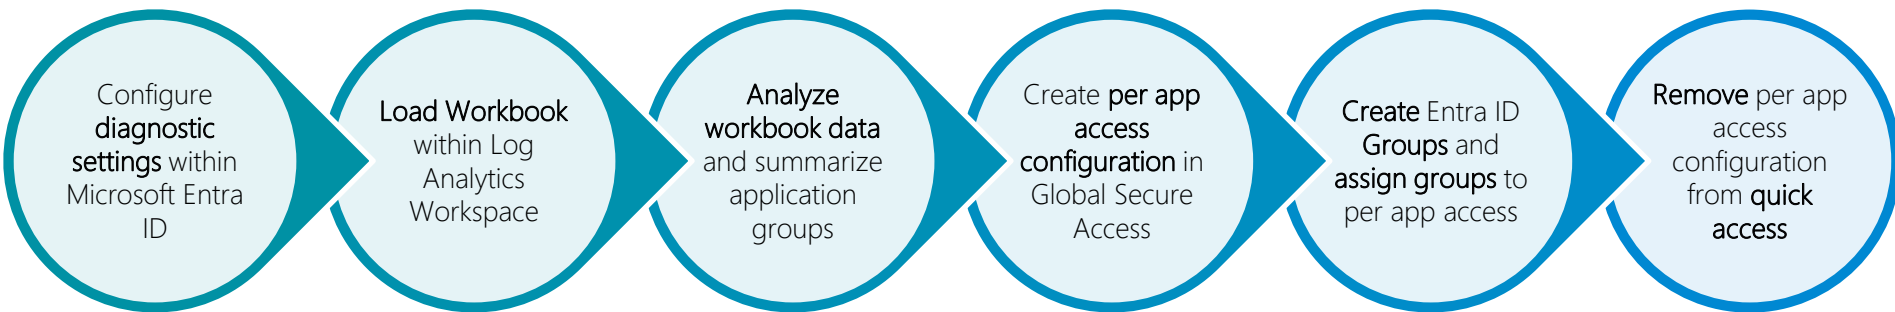 Configure
diagnostic
settings within
Microsoft Entra
ID
Load Workbook
within Log
Analytics
Workspace
Analyze
workbook data
and summarize
application
groups
Create per app
access
configuration in
Global Secure
Access
Create Entra ID
Groups and
assign groups to
per app access
Remove per app
access
configuration
from quick
access